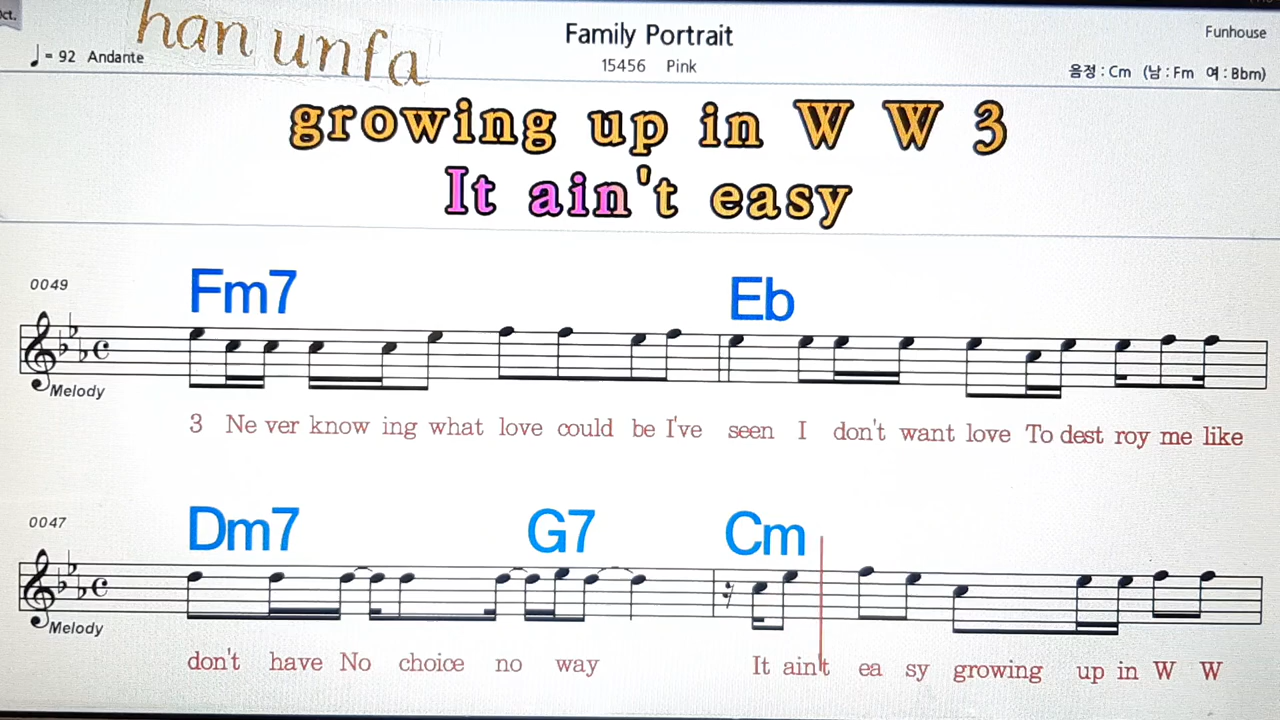 ct.
han unfa
♩= 92 Andante
Family Portrait
15456 Pink
Funhouse
음정 : Cm (남 : Fm 여 : Bbm)
growing up in W W 3
It ain't easy
0049
Fm7 Eb
Melody
3 Ne ver know ing what love could be I've seen I don't want love To dest roy me like
0047
Dm7 G7 Cm
Melody
don't have No choice no way It ain't ea sy growing up in W W